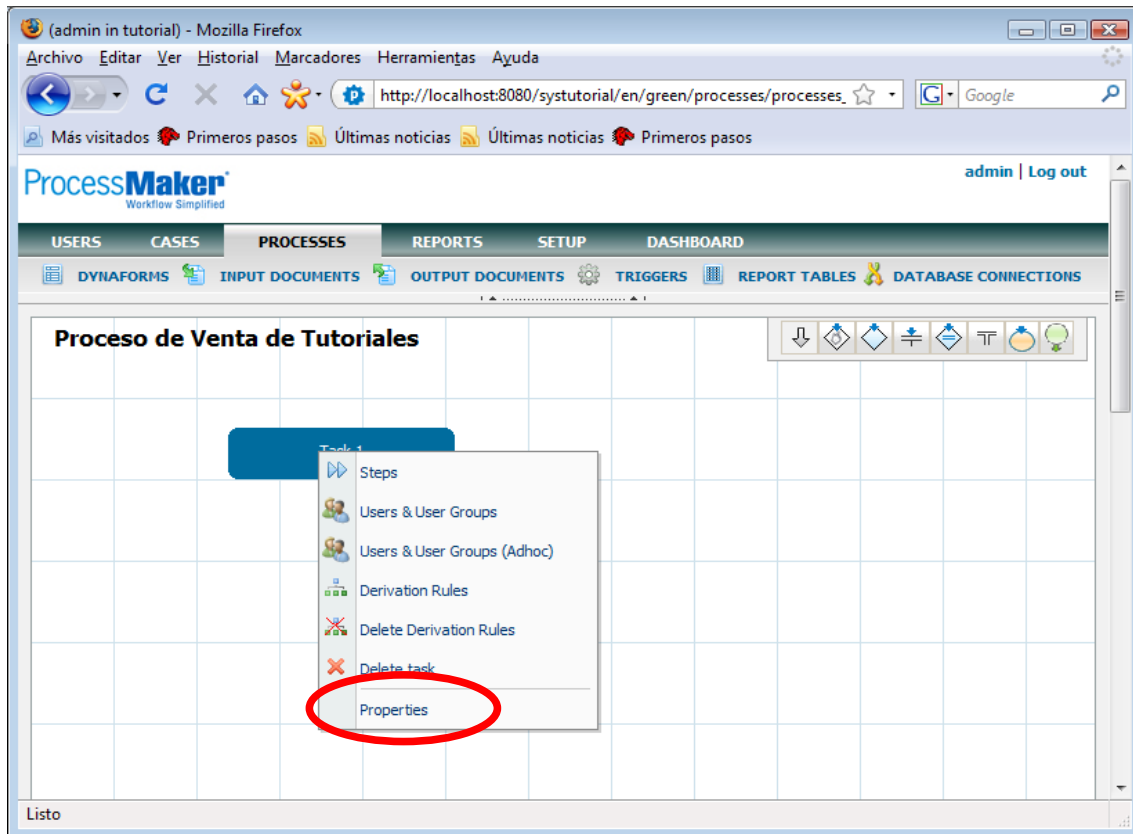 (admin in tutorial) - Mozilla Firefox
Archivo Editar Ver Historial Marcadores Herramientas Ayuda
http://localhost:8080/systutorial/en/green/processes/processes_
G Google
Más visitados Primeros pasos Últimas noticias Últimas noticias Primeros pasos
ProcessMaker
Workflow Simplified
admin | Log out
USERS CASES PROCESSES REPORTS SETUP DASHBOARD
DYNAFORMS INPUT DOCUMENTS OUTPUT DOCUMENTS TRIGGERS REPORT TABLES DATABASE CONNECTIONS
Proceso de Venta de Tutoriales
Task 1
Steps
Users & User Groups
Users & User Groups (Adhoc)
Derivation Rules
Delete Derivation Rules
Delete task
Properties
Listo